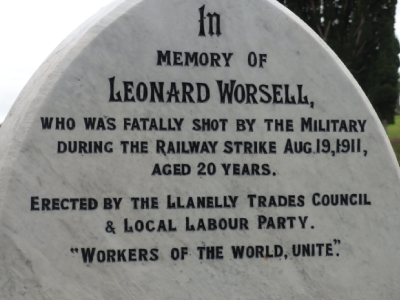 In
Memory Of
Leonard Worsell,
who was fatally shot by the Military
during the Railway Strike Aug. 19, 1911,
aged 20 years.
Erected by the Llanelly Trades Council
& Local Labour Party.
"Workers of the world, unite."